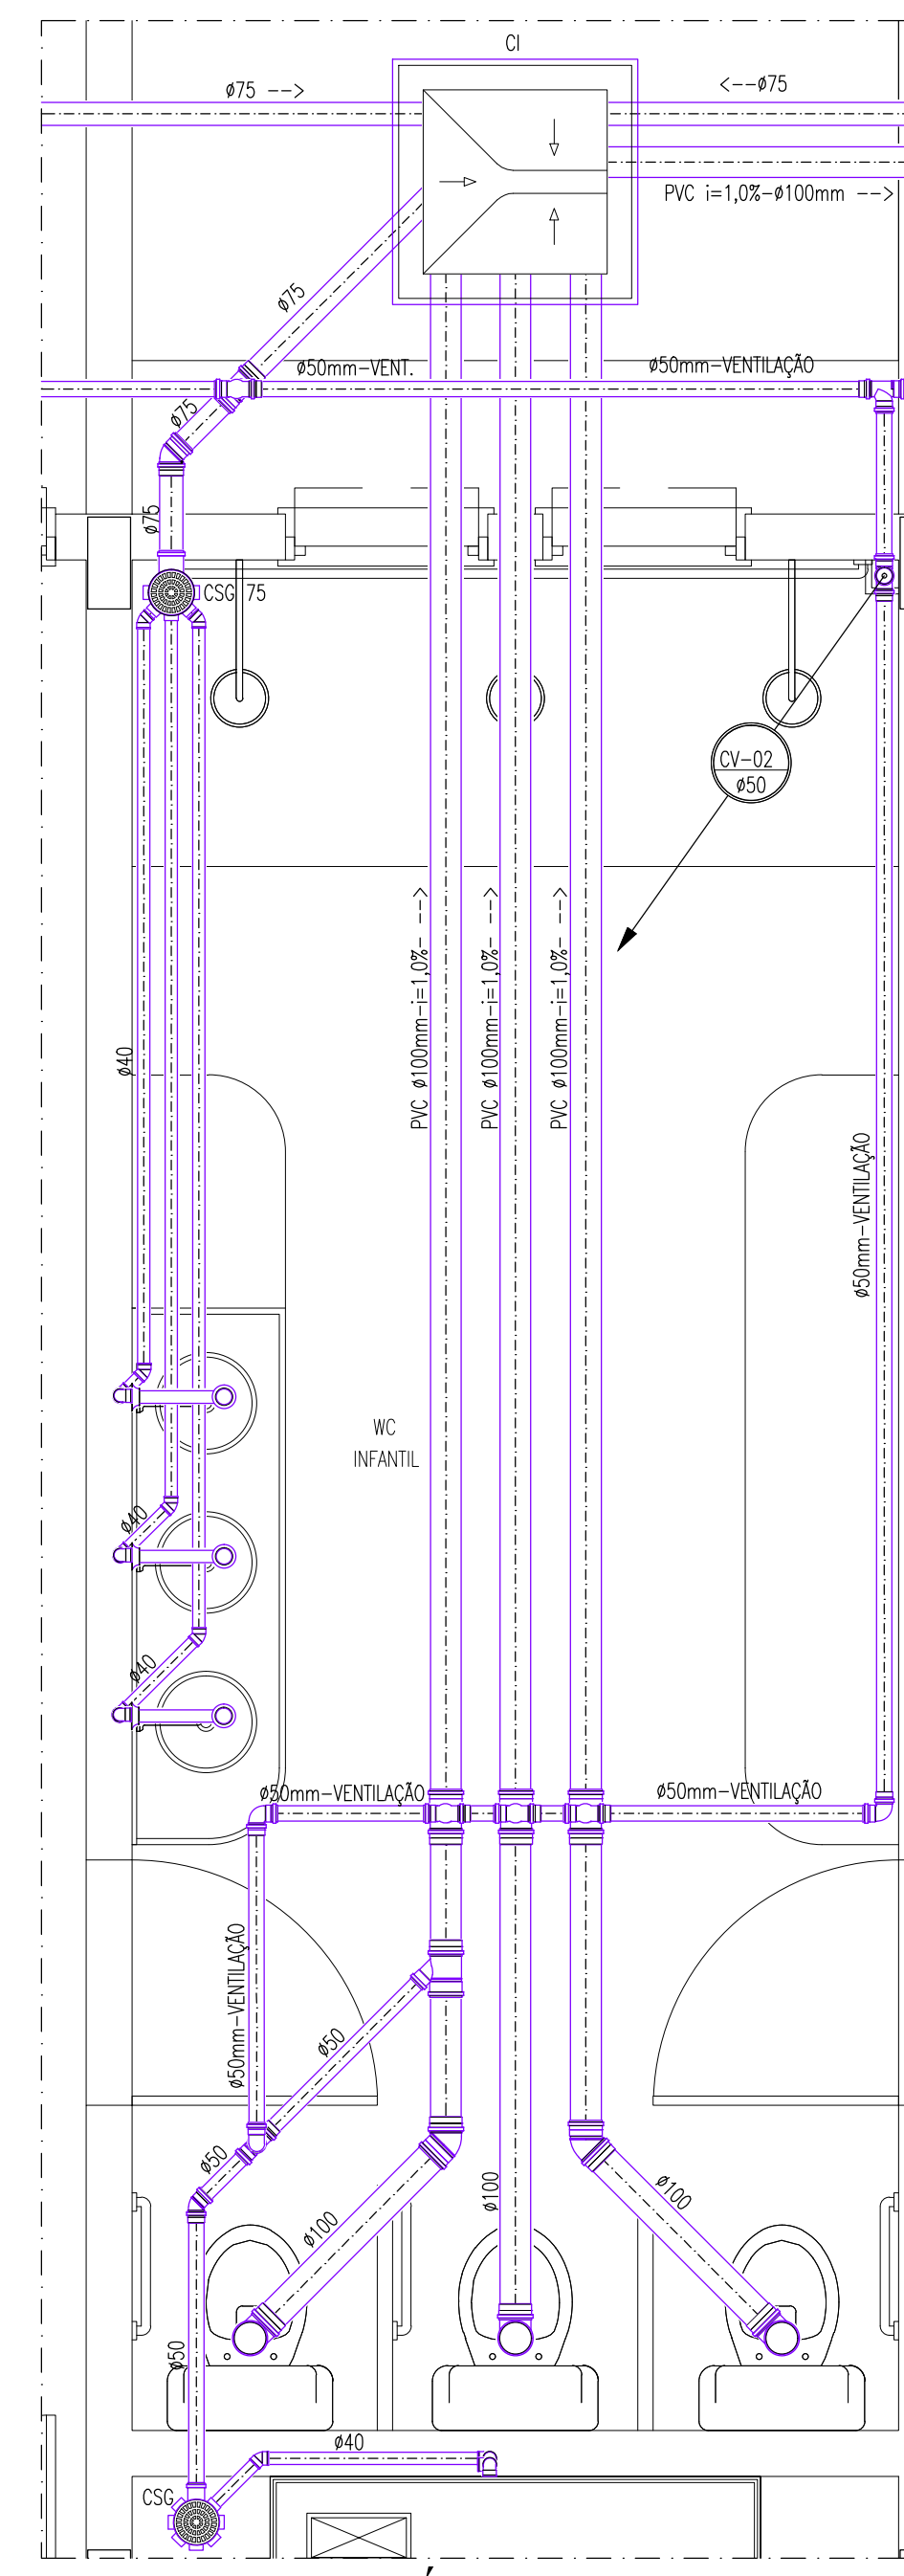 CI
ø75 -->
<--ø75
PVC i=1,0%-ø100mm -->
ø75
ø50mm-VENT.
ø50mm-VENTILAÇÃO
ø75
ø75
CSG 75
CV-02
ø50
PVC ø100mm-i=1,0%- -->
PVC ø100mm-i=1,0%- -->
PVC ø100mm-i=1,0%- -->
ø40
ø50mm-VENTILAÇÃO
WC
INFANTIL
ø40
ø40
ø50mm-VENTILAÇÃO
ø50mm-VENTILAÇÃO
ø50mm-VENTILAÇÃO
ø50
ø50
ø100
ø100
ø100
ø50
ø40
CSG